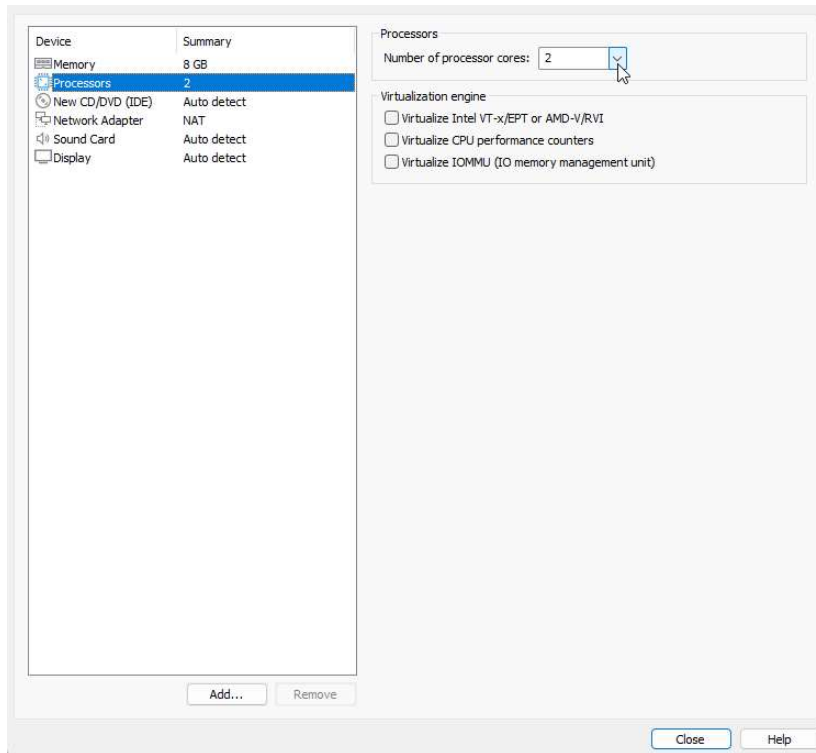 Device Summary
Memory 8 GB
Processors 2
New CD/DVD (IDE) Auto detect
Network Adapter NAT
Sound Card Auto detect
Display Auto detect
Add... Remove
Processors
Number of processor cores: 2
Virtualization engine
Virtualize Intel VT-x/EPT or AMD-V/RVI
Virtualize CPU performance counters
Virtualize IOMMU (IO memory management unit)
Close Help